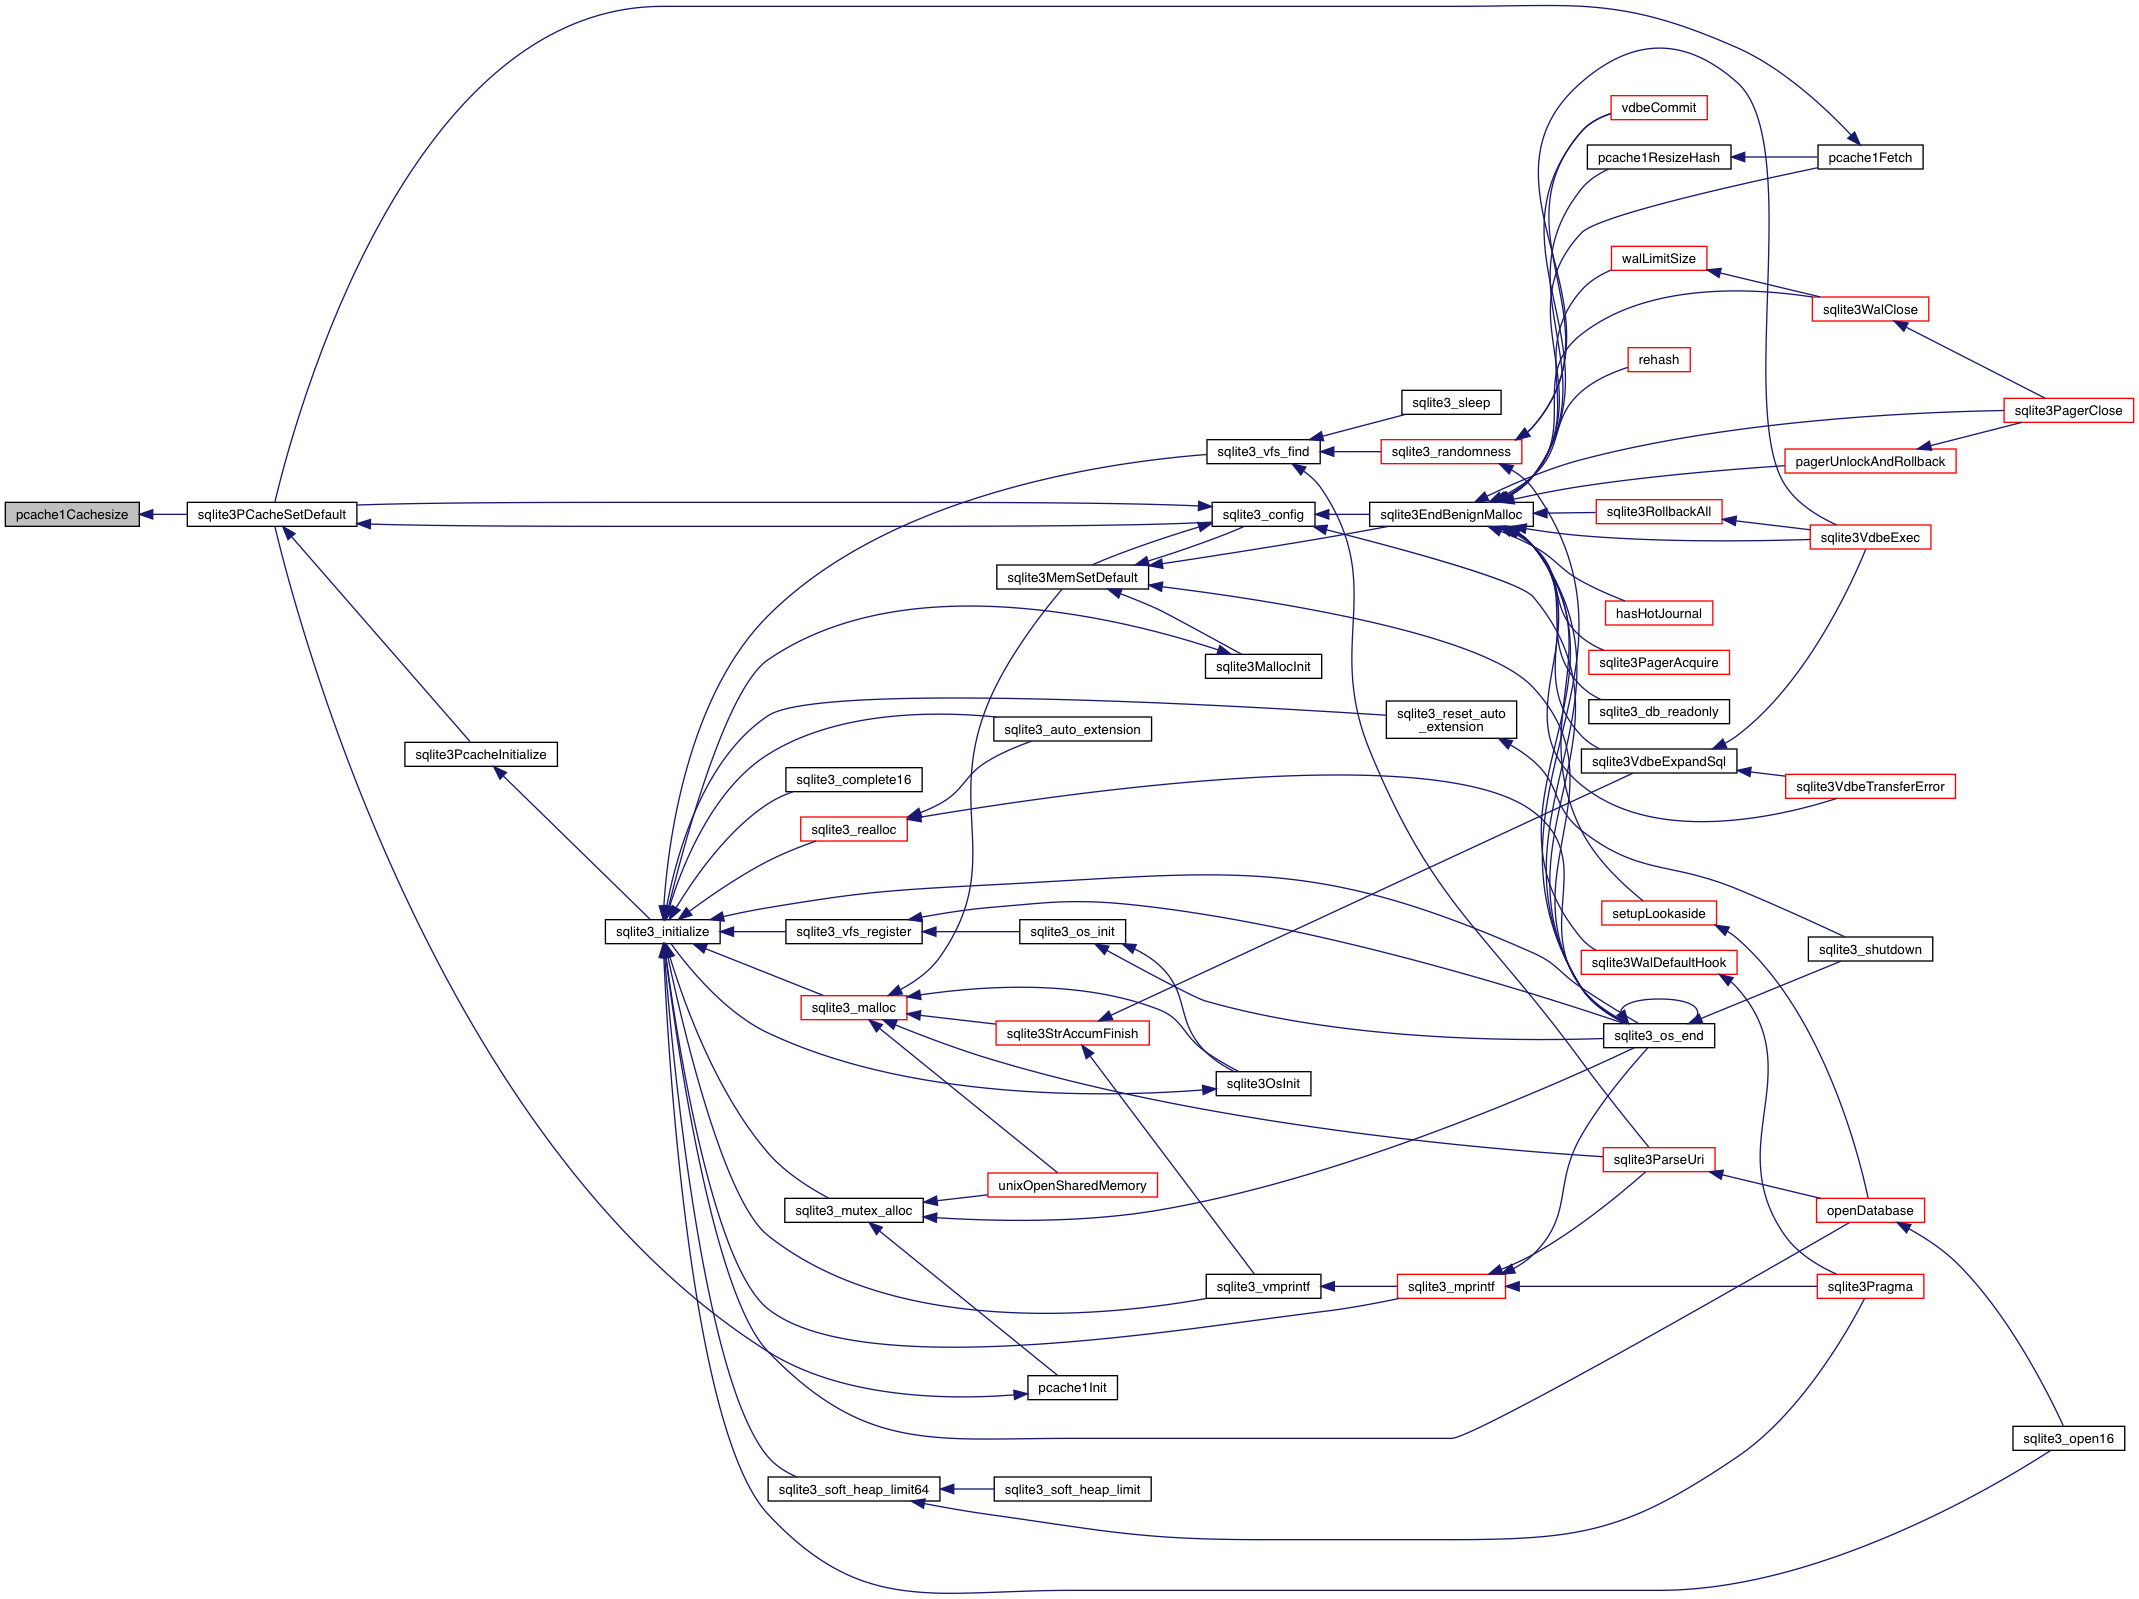 vdbeCommit
pcache1ResizeHash
pcache1Fetch
walLimitSize
sqlite3WalClose
rehash
sqlite3_sleep
sqlite3PagerClose
sqlite3_vfs_find
sqlite3_randomness
pagerUnlockAndRollback
pcache1Cachesize
sqlite3PCacheSetDefault
sqlite3_config
sqlite3EndBenignMalloc
sqlite3RollbackAll
sqlite3VdbeExec
sqlite3MemSetDefault
hasHotJournal
sqlite3MallocInit
sqlite3PagerAcquire
sqlite3_reset_auto
_extension
sqlite3_db_readonly
sqlite3_auto_extension
sqlite3PcacheInitialize
sqlite3VdbeExpandSql
sqlite3_complete16
sqlite3VdbeTransferError
sqlite3_realloc
setupLookaside
sqlite3_initialize
sqlite3_vfs_register
sqlite3_os_init
sqlite3_shutdown
sqlite3WalDefaultHook
sqlite3_malloc
sqlite3StrAccumFinish
sqlite3_os_end
sqlite3OsInit
sqlite3ParseUri
unixOpenSharedMemory
sqlite3_mutex_alloc
openDatabase
sqlite3_vmprintf
sqlite3_mprintf
sqlite3Pragma
pcache1Init
sqlite3_open16
sqlite3_soft_heap_limit64
sqlite3_soft_heap_limit